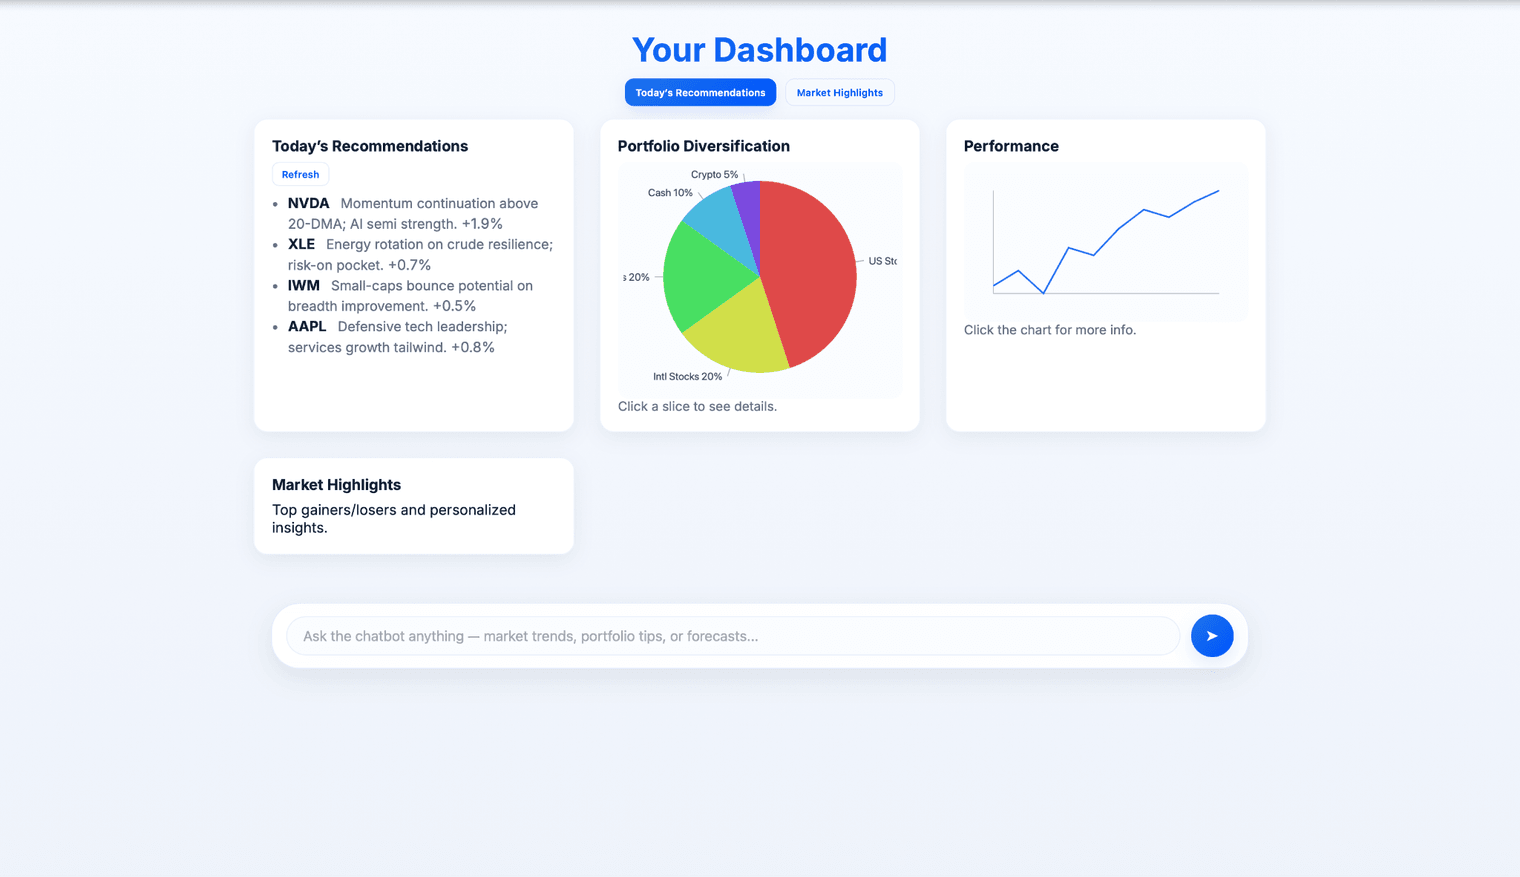 Your Dashboard
Today's Recommendations
Market Highlights
Today’s Recommendations
Refresh
• NVDA Momentum continuation above
20-DMA; AI semi strength. +1.9%
• XLE Energy rotation on crude resilience;
risk-on pocket. +0.7%
• IWM Small-caps bounce potential on
breadth improvement. +0.5%
• AAPL Defensive tech leadership;
services growth tailwind. +0.8%
Portfolio Diversification
Crypto 5%
Cash 10%
US
20%
Intl Stocks 20%
Click a slice to see details.
Performance
Click the chart for more info.
Market Highlights
Top gainers/losers and personalized
insights.
Ask the chatbot anything — market trends, portfolio tips, or forecasts...